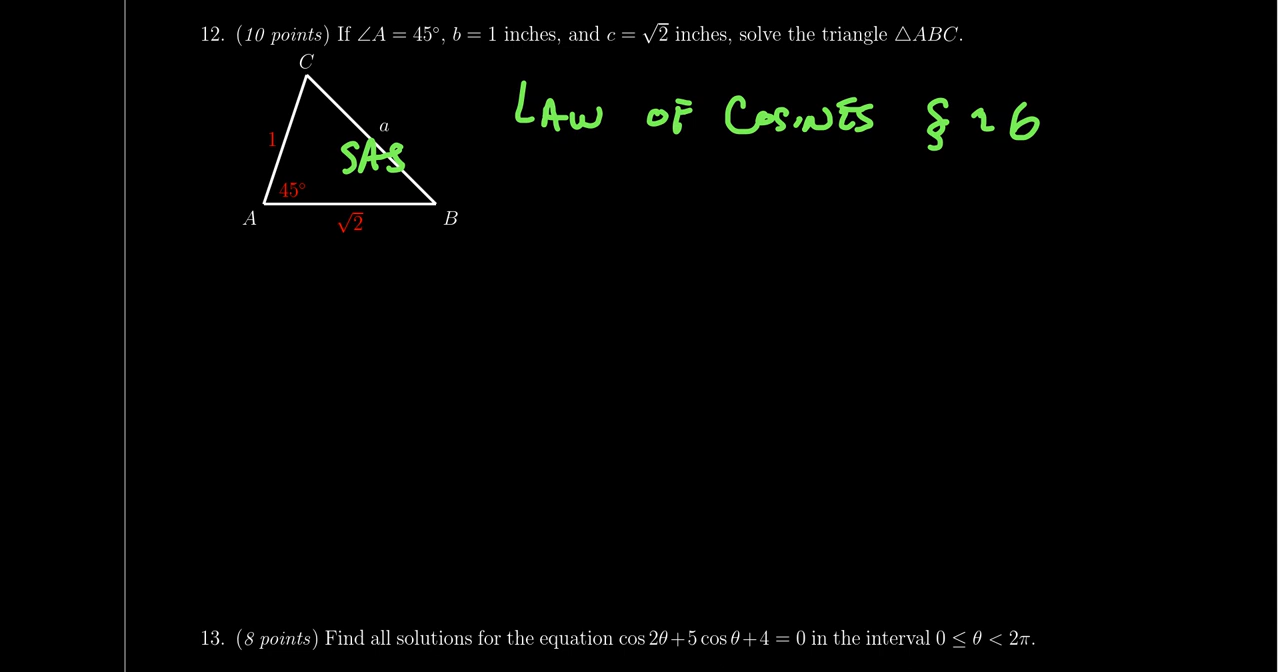 12. (10 points) If ∠A = 45°, b = 1 inches, and c = √2 inches, solve the triangle △ABC.
C
LAW OF COSINES § 26
a
1
SAS
45°
A
√2
B
13. (8 points) Find all solutions for the equation cos 2θ + 5 cos θ + 4 = 0 in the interval 0 ≤ θ < 2π.